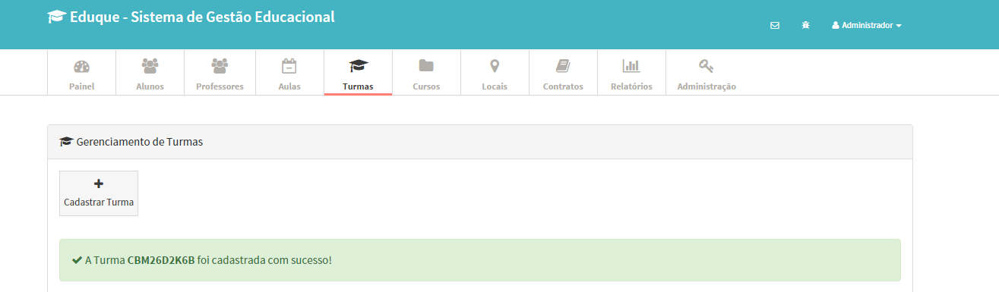 Eduque - Sistema de Gestão Educacional
Administrador
Painel
Alunos
Professores
Aulas
Turmas
Cursos
Locais
Contratos
Relatórios
Administração
Gerenciamento de Turmas
Cadastrar Turma
A Turma CBM26D2K6B foi cadastrada com sucesso!